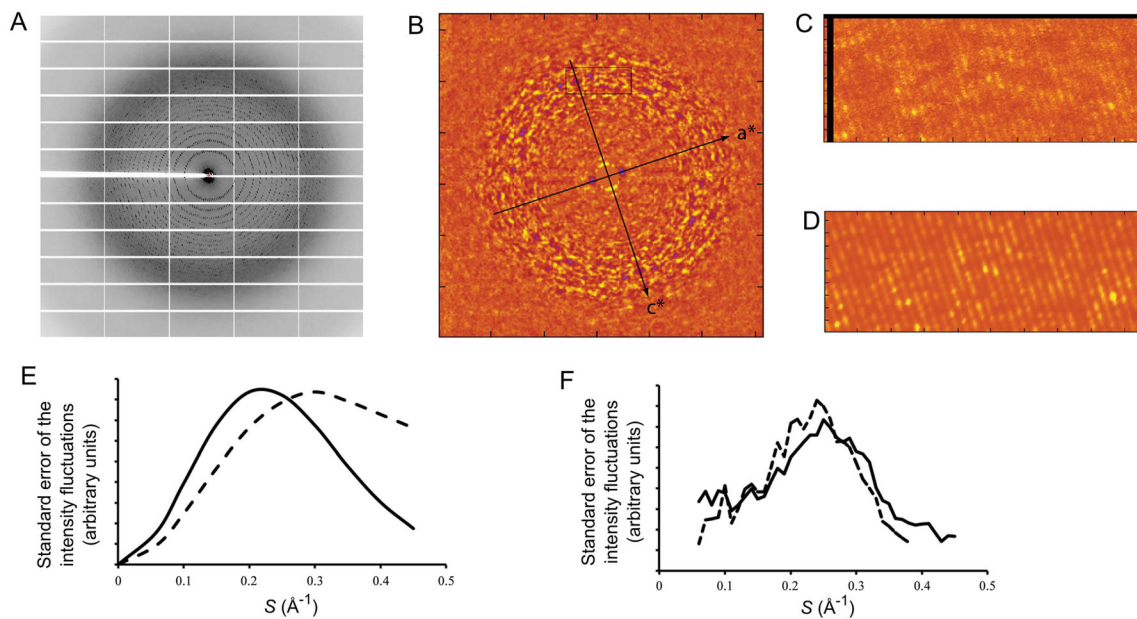 A
B
C
a*
c*
D
E
Standard error of the
intensity fluctuations
(arbitrary units)
0
0.1
0.2
0.3
0.4
0.5
S (Å-1)
F
Standard error of the
intensity fluctuations
(arbitrary units)
0
0.1
0.2
0.3
0.4
0.5
S (Å-1)